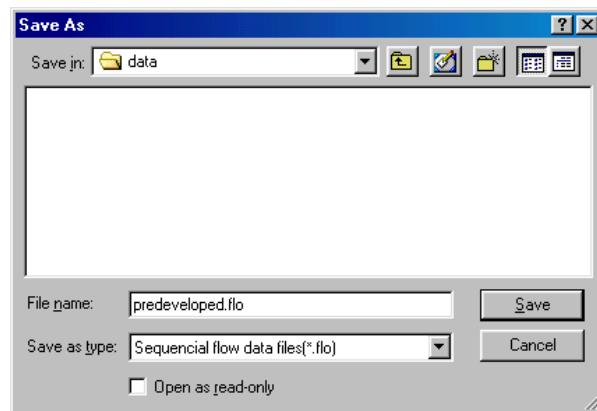 Save As
Save in: data
File name: predeveloped.flo Save
Save as type: Sequencial flow data files(*.flo) Cancel
Open as read-only